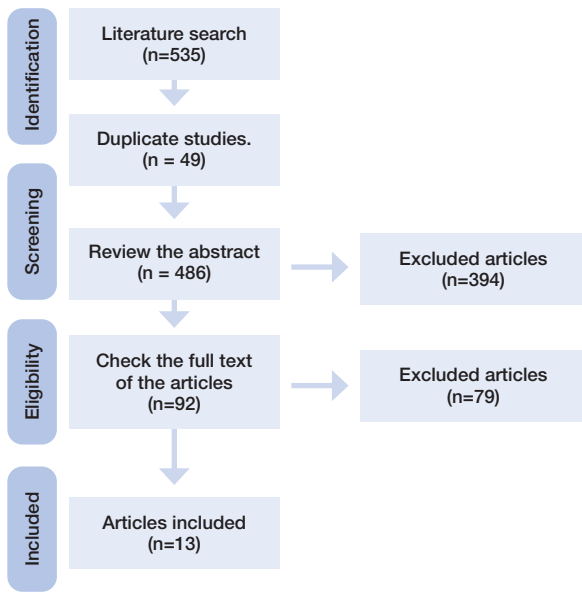 Identification
Literature search
(n=535)
Duplicate studies.
(n = 49)
Screening
Review the abstract
(n = 486)
Excluded articles
(n=394)
Eligibility
Check the full text
of the articles
(n=92)
Excluded articles
(n=79)
Included
Articles included
(n=13)